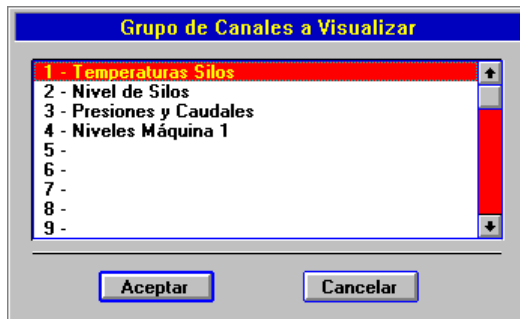 Grupo de Canales a Visualizar
1 - Temperaturas Silos
2 - Nivel de Silos
3 - Presiones y Caudales
4 - Niveles Máquina 1
5 -
6 -
7 -
8 -
9 -
Aceptar
Cancelar